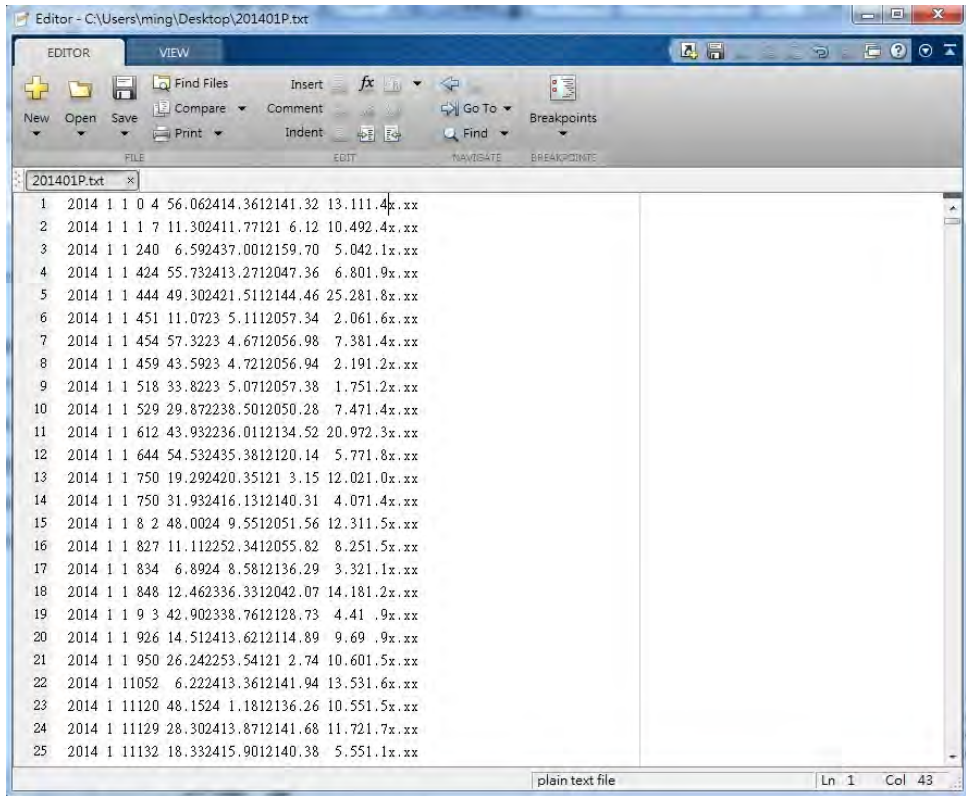 Editor - C:\Users\ming\Desktop\201401P.txt
EDITOR VIEW
Find Files Insert fx
New Open Save Compare Comment Go To Breakpoints
Print Indent Find
FILE EDIT NAVIGATE BREAKPOINTS
201401P.txt
1 2014 1 1 0 4 56.062414.3612141.32 13.111.4x.xx
2 2014 1 1 1 7 11.302411.77121 6.12 10.492.4x.xx
3 2014 1 1 240  6.592437.0012159.70  5.042.1x.xx
4 2014 1 1 424 55.732413.2712047.36  6.801.9x.xx
5 2014 1 1 444 49.302421.5112144.46 25.281.8x.xx
6 2014 1 1 451 11.0723 5.1112057.34  2.061.6x.xx
7 2014 1 1 454 57.3223 4.6712056.98  7.381.4x.xx
8 2014 1 1 459 43.5923 4.7212056.94  2.191.2x.xx
9 2014 1 1 518 33.8223 5.0712057.38  1.751.2x.xx
10 2014 1 1 529 29.872238.5012050.28  7.471.4x.xx
11 2014 1 1 612 43.932236.0112134.52 20.972.3x.xx
12 2014 1 1 644 54.532435.3812120.14  5.771.8x.xx
13 2014 1 1 750 19.292420.35121 3.15 12.021.0x.xx
14 2014 1 1 750 31.932416.1312140.31  4.071.4x.xx
15 2014 1 1 8 2 48.0024 9.5512051.56 12.311.5x.xx
16 2014 1 1 827 11.112252.3412055.82  8.251.5x.xx
17 2014 1 1 834  6.8924 8.5812136.29  3.321.1x.xx
18 2014 1 1 848 12.462336.3312042.07 14.181.2x.xx
19 2014 1 1 9 3 42.902338.7612128.73  4.41 .9x.xx
20 2014 1 1 926 14.512413.6212114.89  9.69 .9x.xx
21 2014 1 1 950 26.242253.54121 2.74 10.601.5x.xx
22 2014 1 11052  6.222413.3612141.94 13.531.6x.xx
23 2014 1 11120 48.1524 1.1812136.26 10.551.5x.xx
24 2014 1 11129 28.302413.8712141.68 11.721.7x.xx
25 2014 1 11132 18.332415.9012140.38  5.551.1x.xx
plain text file Ln 1 Col 43